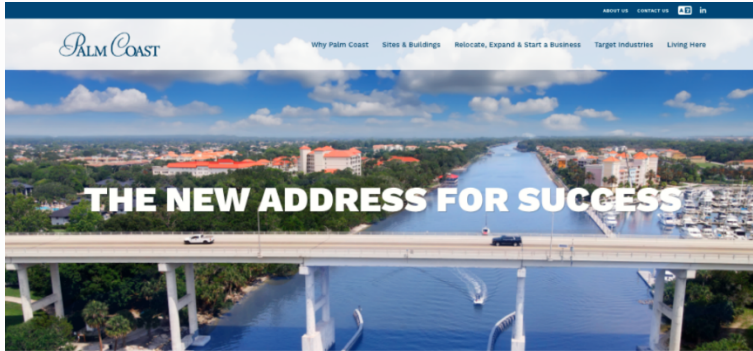 ABOUT US CONTACT US in
PALM COAST
Why Palm Coast Sites & Buildings Relocate, Expand & Start a Business Target Industries Living Here
THE NEW ADDRESS FOR SUCCESS